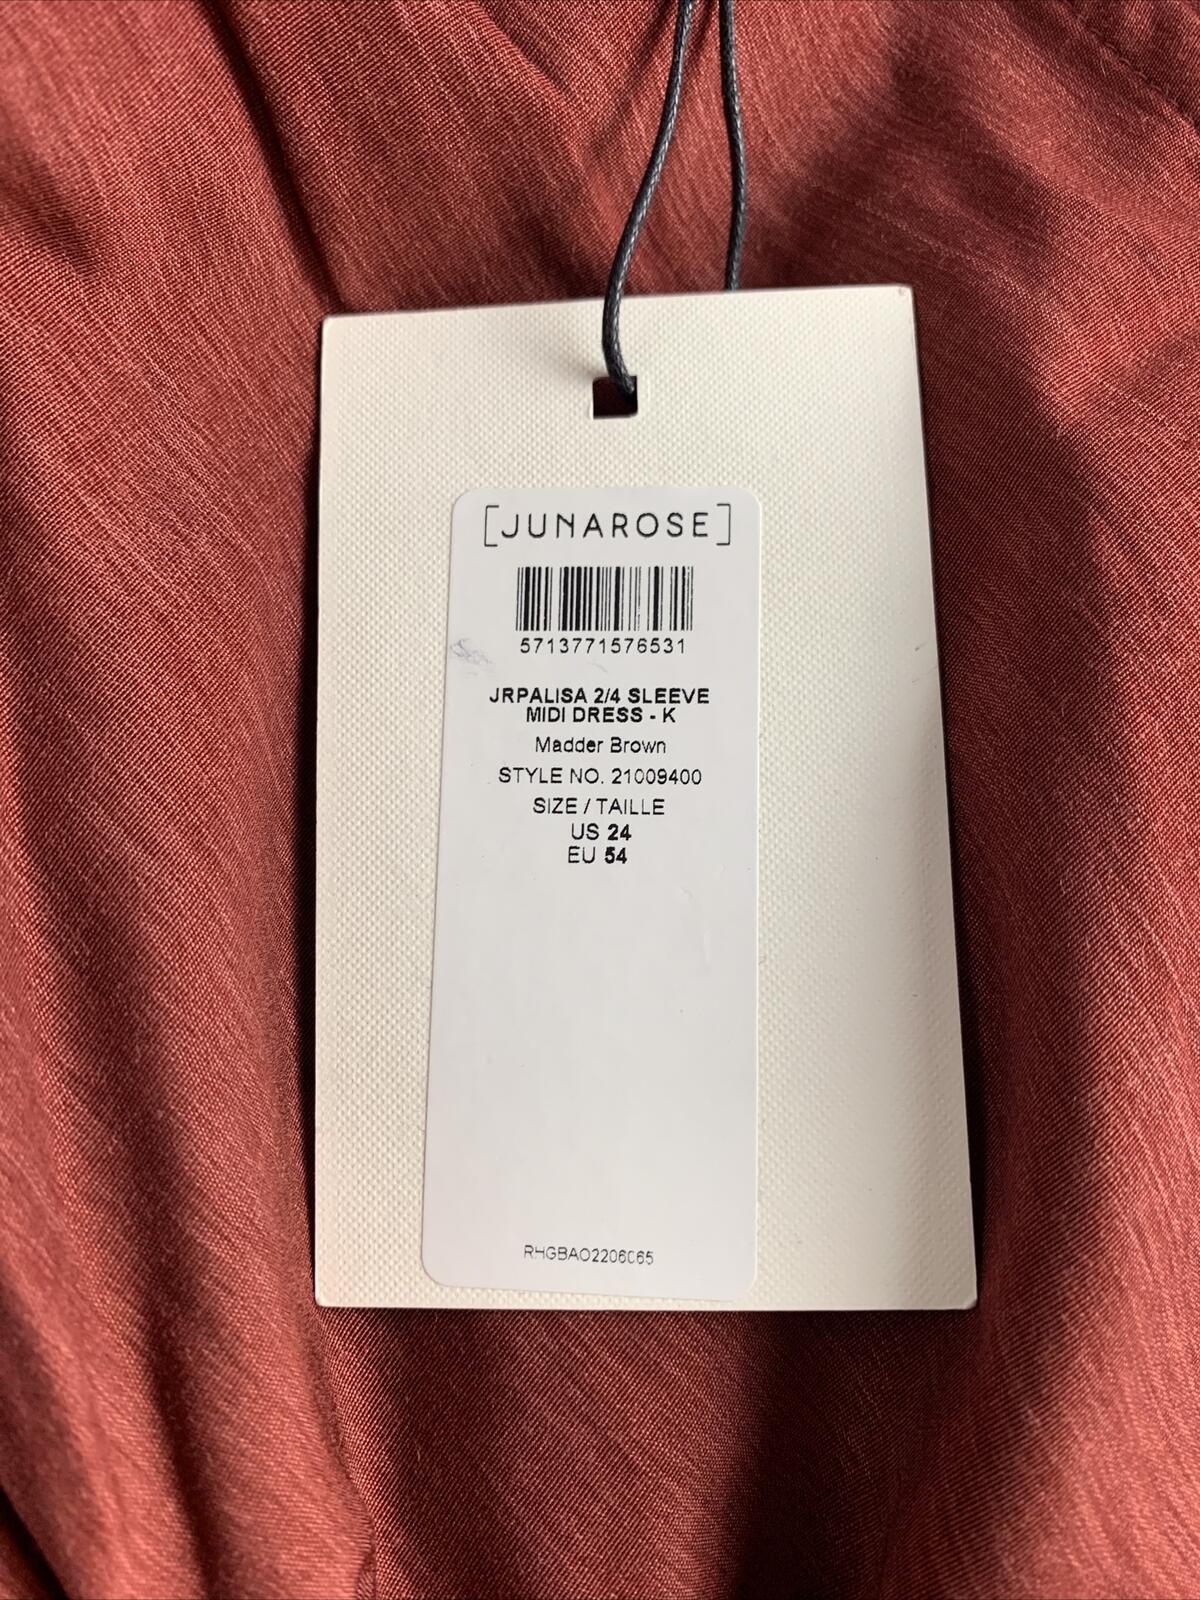 [JUNAROSE]
5713771576531
JRPALISA 2/4 SLEEVE
MIDI DRESS - K
Madder Brown
STYLE NO. 21009400
SIZE / TAILLE
US 24
EU 54
RHGBAO2206065